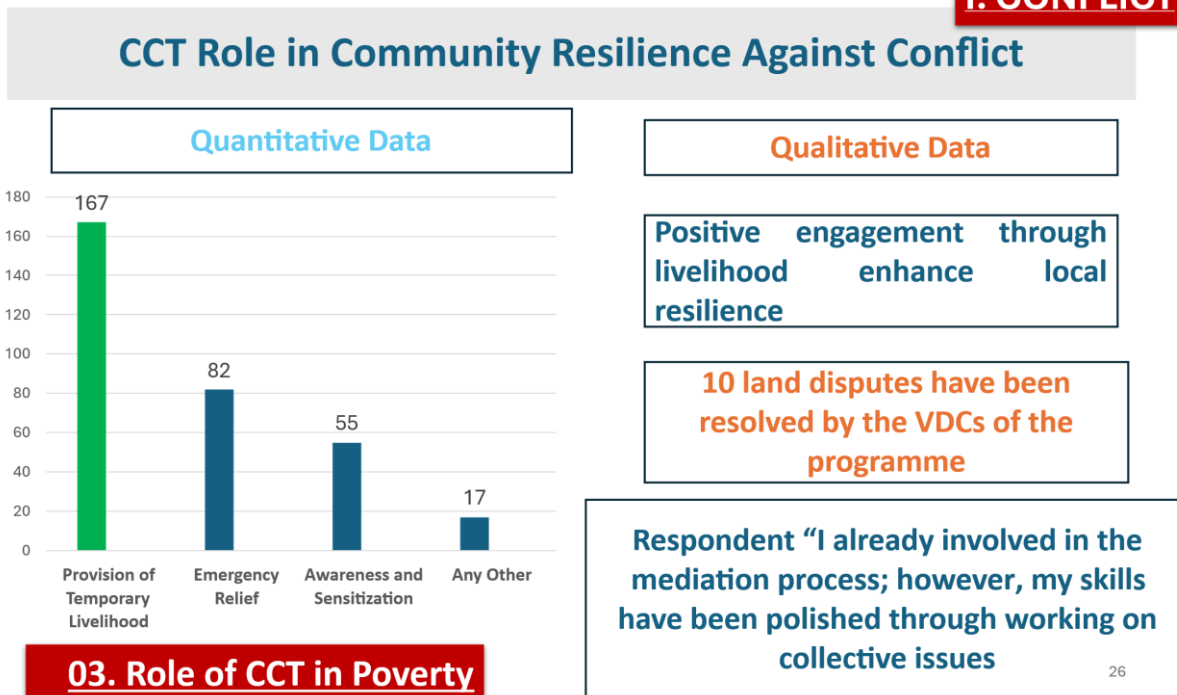 I. CONFLICT
CCT Role in Community Resilience Against Conflict
Quantitative Data
180
160
140
120
100
80
60
40
20
0
167
82
55
17
Provision of
Temporary
Livelihood
Emergency
Relief
Awareness and
Sensitization
Any Other
03. Role of CCT in Poverty
Qualitative Data
Positive engagement through
livelihood enhance local
resilience
10 land disputes have been
resolved by the VDCs of the
programme
Respondent “I already involved in the
mediation process; however, my skills
have been polished through working on
collective issues
26